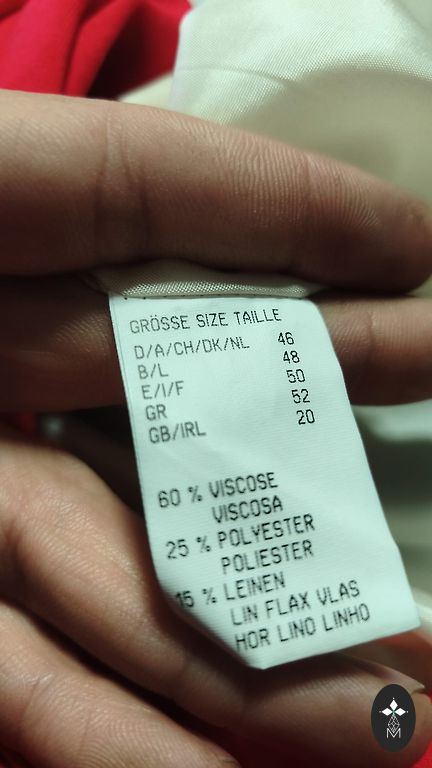 GRÖSSE SIZE TAILLE
D/A/CH/DK/NL 46
B/L 48
E/I/F 50
GR 52
GB/IRL 20
60 % VISCOSE
VISCOSA
25 % POLYESTER
POLIESTER
15 % LEINEN
LIN FLAX VLAS
HOR LINO LINHO
M